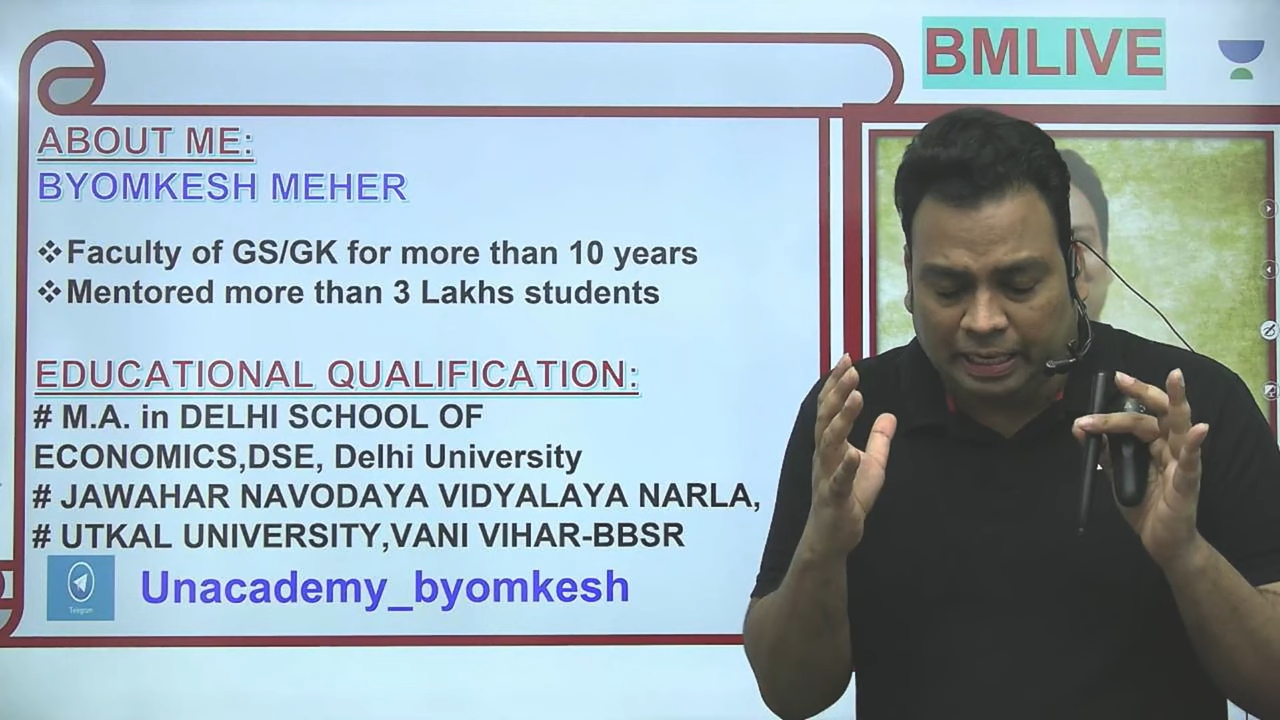 BMLIVE
ABOUT ME:
BYOMKESH MEHER
❖Faculty of GS/GK for more than 10 years
❖Mentored more than 3 Lakhs students
EDUCATIONAL QUALIFICATION:
# M.A. in DELHI SCHOOL OF
ECONOMICS,DSE, Delhi University
# JAWAHAR NAVODAYA VIDYALAYA NARLA,
# UTKAL UNIVERSITY,VANI VIHAR-BBSR
Telegram
Unacademy_byomkesh